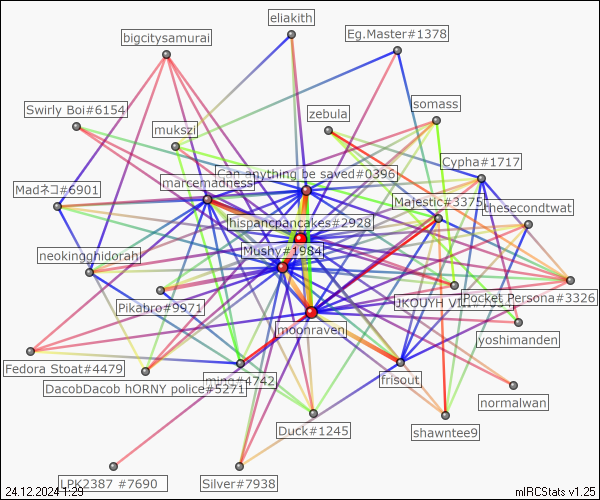 eliakith
Eg.Master#1378
bigcitysamurai
somass
Swirly Boi#6154
zebula
mukszi
Cypha#1717
Can anything be saved#0396
marcemadness
Madネコ#6901
Majestic#3375
thesecondtwat
hispancpancakes#2928
Mushy#1984
neokingghidorah
Pikabro#9971
JKOUYH
Pocket Persona#3326
moonraven
yoshimanden
Fedora Stoat#4479
ming#4742
frisout
DacobDacob hORNY police#5271
normalwan
Duck#1245
shawntee9
LPK2387 #7690
Silver#7938
24.12.2024 1:29
mIRCStats v1.25